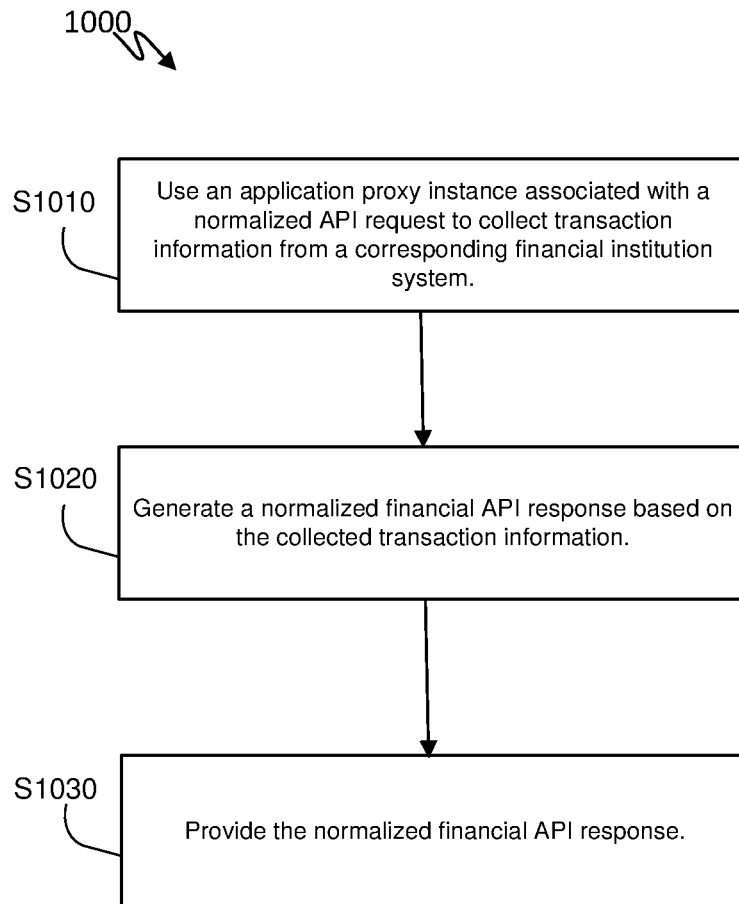 1000
S1010
Use an application proxy instance associated with a
normalized API request to collect transaction
information from a corresponding financial institution
system.
S1020
Generate a normalized financial API response based on
the collected transaction information.
S1030
Provide the normalized financial API response.